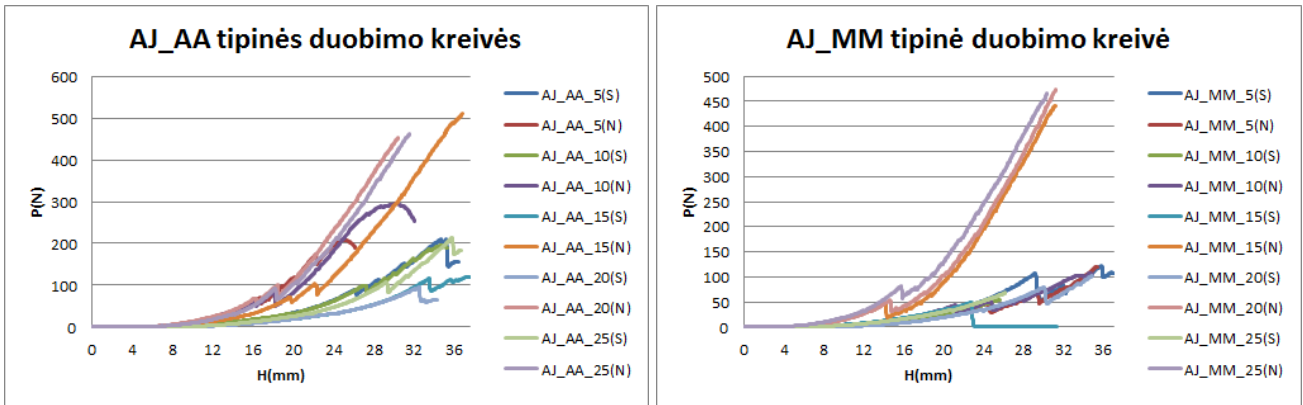 AJ_AA tipinės duobimo kreivės
P(N)
600
500
400
300
200
100
0
0 4 8 12 16 20 24 28 32 36
H(mm)
AJ_AA_5(S)
AJ_AA_5(N)
AJ_AA_10(S)
AJ_AA_10(N)
AJ_AA_15(S)
AJ_AA_15(N)
AJ_AA_20(S)
AJ_AA_20(N)
AJ_AA_25(S)
AJ_AA_25(N)
AJ_MM tipinė duobimo kreivė
P(N)
500
450
400
350
300
250
200
150
100
50
0
0 4 8 12 16 20 24 28 32 36
H(mm)
AJ_MM_5(S)
AJ_MM_5(N)
AJ_MM_10(S)
AJ_MM_10(N)
AJ_MM_15(S)
AJ_MM_15(N)
AJ_MM_20(S)
AJ_MM_20(N)
AJ_MM_25(S)
AJ_MM_25(N)